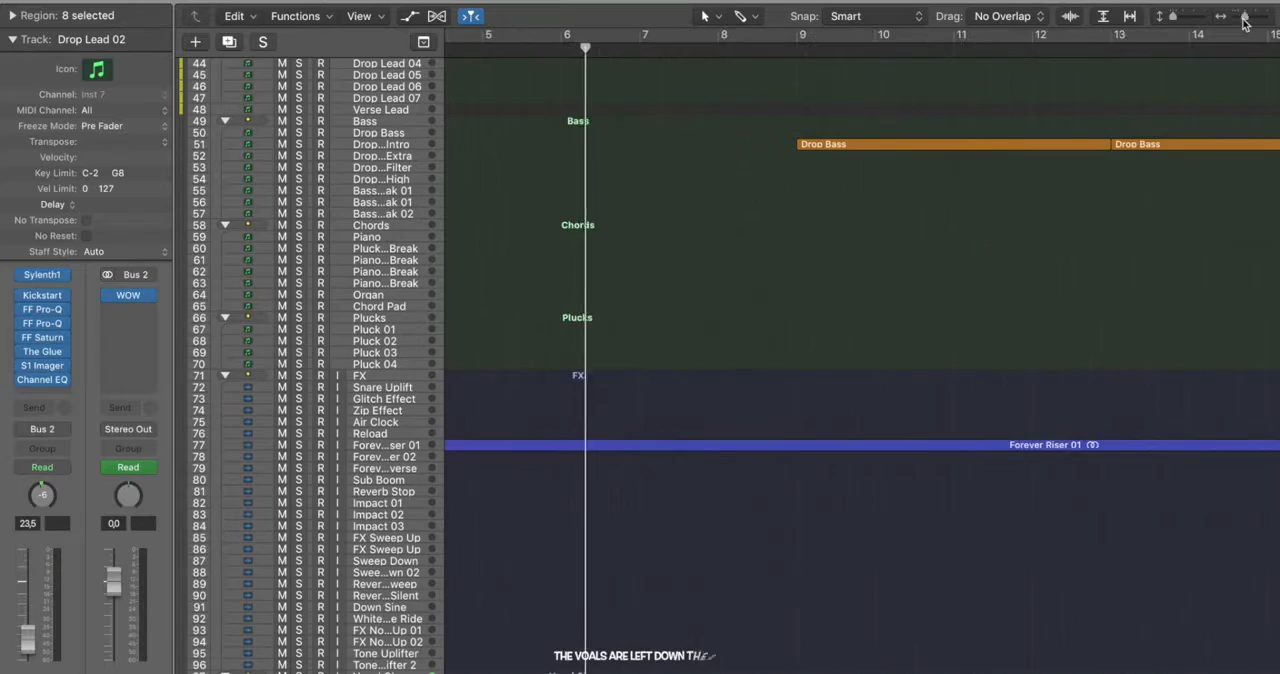 Region: 8 selected
Edit Functions View
Snap: Smart Drag: No Overlap
Track: Drop Lead 02
S
5 6 7 8 9 10 11 12 13 14 15
Icon:
Channel: Inst 7
MIDI Channel: All
Freeze Mode: Pre Fader
Transpose:
Velocity:
Key Limit: C-2 G8
Vel Limit: 0 127
Delay
No Transpose:
No Reset:
Staff Style: Auto
Sylenth1 Bus 2
Kickstart WOW
FF Pro-Q
FF Pro-Q
FF Saturn
The Glue
S1 Imager
Channel EQ
Send Send
Bus 2 Stereo Out
Group Group
Read Read
-6
23,5 0,0
44 M S R Drop Lead 04
45 M S R Drop Lead 05
46 M S R Drop Lead 06
47 M S R Drop Lead 07
48 M S R Verse Lead
49 M S R Bass Bass
50 M S R Drop Bass
51 M S R Drop...Intro Drop Bass Drop Bass
52 M S R Drop...Extra
53 M S R Drop...Filter
54 M S R Drop...High
55 M S R Bass...ak 01
56 M S R Bass...ak 01
57 M S R Bass...ak 02
58 M S R Chords Chords
59 M S R Piano
60 M S R Pluck...Break
61 M S R Piano...Break
62 M S R Piano...Break
63 M S R Piano...Break
64 M S R Organ
65 M S R Chord Pad
66 M S R Plucks Plucks
67 M S R Pluck 01
68 M S R Pluck 02
69 M S R Pluck 03
70 M S R Pluck 04
71 M S R I FX FX
72 M S R I Snare Uplift
73 M S R I Glitch Effect
74 M S R I Zip Effect
75 M S R I Air Clock
76 M S R I Reload
77 M S R I Forev...ser 01 Forever Riser 01
78 M S R I Forev...er 02
79 M S R I Forev...verse
80 M S R I Sub Boom
81 M S R I Reverb Stop
82 M S R I Impact 01
83 M S R I Impact 02
84 M S R I Impact 03
85 M S R I FX Sweep Up
86 M S R I FX Sweep Up
87 M S R I Sweep Down
88 M S R I Swee...wn 02
89 M S R I Rever...weep
90 M S R I Rever...Silent
91 M S R I Down Sine
92 M S R I White...e Ride
93 M S R I FX No...Up 01
94 M S R I FX No...Up 02
95 M S R I Tone Uplifter
96 M S R I Tone...ifter 2
THE VOALS ARE LEFT DOWN THE